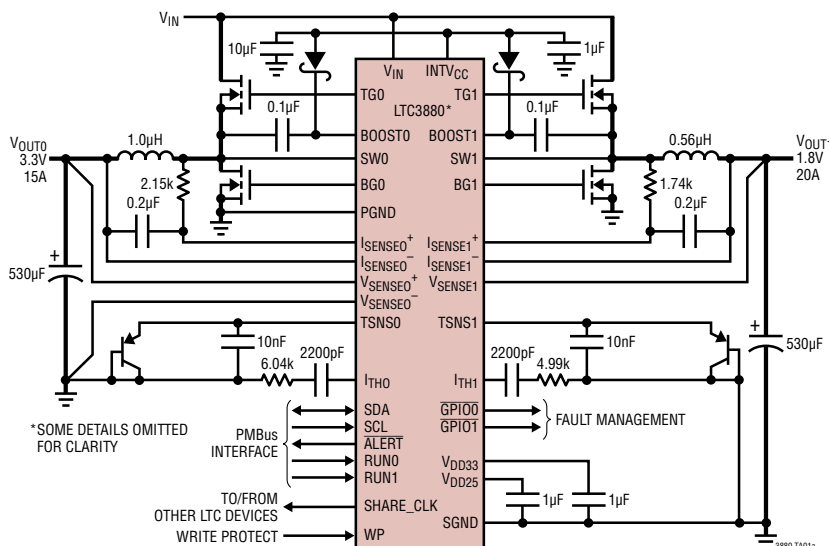 VIN
10µF
1µF
VIN
INTVCC
TG0
TG1
LTC3880*
0.1µF
0.1µF
BOOST0
BOOST1
VOUT0
3.3V
15A
1.0µH
SW0
SW1
0.56µH
VOUT1
1.8V
20A
2.15k
BG0
BG1
1.74k
0.2µF
PGND
0.2µF
ISENSE0+
ISENSE1+
ISENSE0–
ISENSE1–
VSENSE0+
VSENSE1
VSENSE0–
+
530µF
TSNS0
TSNS1
10nF
10nF
+
530µF
2200pF
6.04k
2200pF
4.99k
ITH0
ITH1
*SOME DETAILS OMITTED
FOR CLARITY
PMBus
INTERFACE
SDA
SCL
ALERT
RUN0
RUN1
GPIO0
GPIO1
FAULT MANAGEMENT
VDD33
VDD25
1µF
1µF
TO/FROM
OTHER LTC DEVICES
SHARE_CLK
SGND
WRITE PROTECT
WP
3880 TA01a